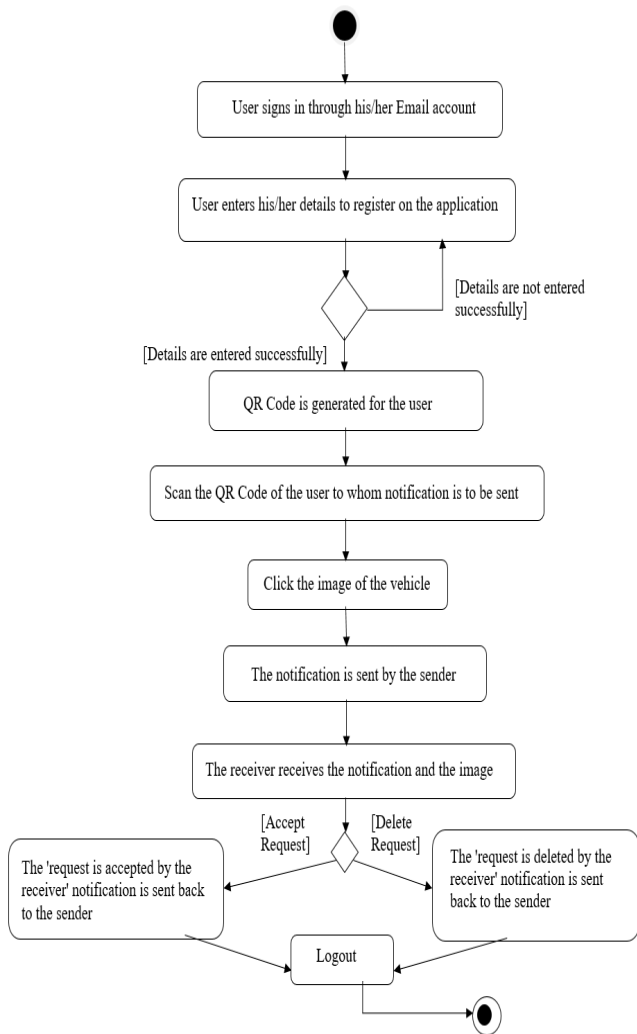 User signs in through his/her Email account
User enters his/her details to register on the application
[Details are not entered
successfully]
[Details are entered successfully]
QR Code is generated for the user
Scan the QR Code of the user to whom notification is to be sent
Click the image of the vehicle
The notification is sent by the sender
The receiver receives the notification and the image
[Accept
Request]
[Delete
Request]
The 'request is accepted by the
receiver' notification is sent back
to the sender
The 'request is deleted by the
receiver' notification is sent
back to the sender
Logout